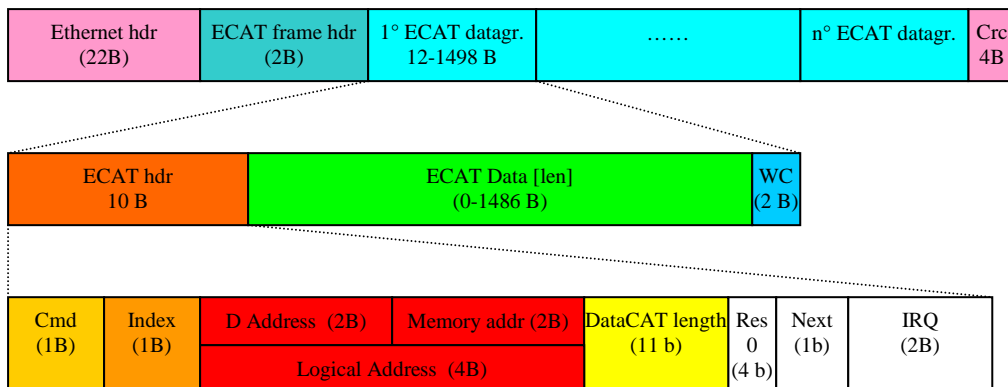 Ethernet hdr
(22B)
ECAT frame hdr
(2B)
1° ECAT datagr.
12-1498 B
……
n° ECAT datagr.
Crc
4B
ECAT hdr
10 B
ECAT Data [len]
(0-1486 B)
WC
(2 B)
Cmd
(1B)
Index
(1B)
D Address (2B)
Memory addr (2B)
Logical Address (4B)
DataCAT length
(11 b)
Res
0
(4 b)
Next
(1b)
IRQ
(2B)